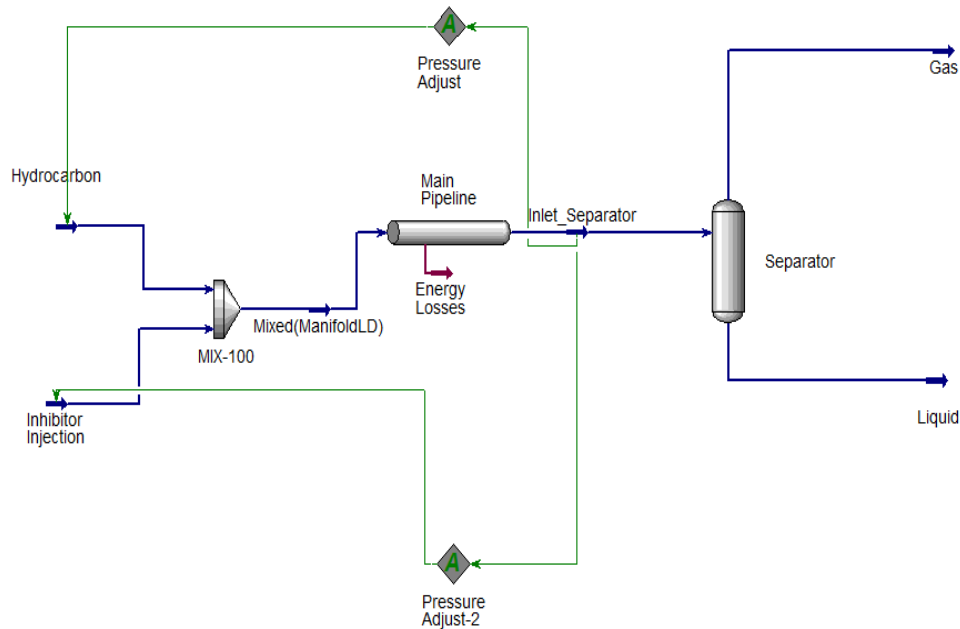 A
Pressure
Adjust
Gas
Hydrocarbon
Main
Pipeline
Inlet_Separator
Separator
Energy
Losses
Mixed(ManifoldLD)
MIX-100
Inhibitor
Injection
Liquid
A
Pressure
Adjust-2